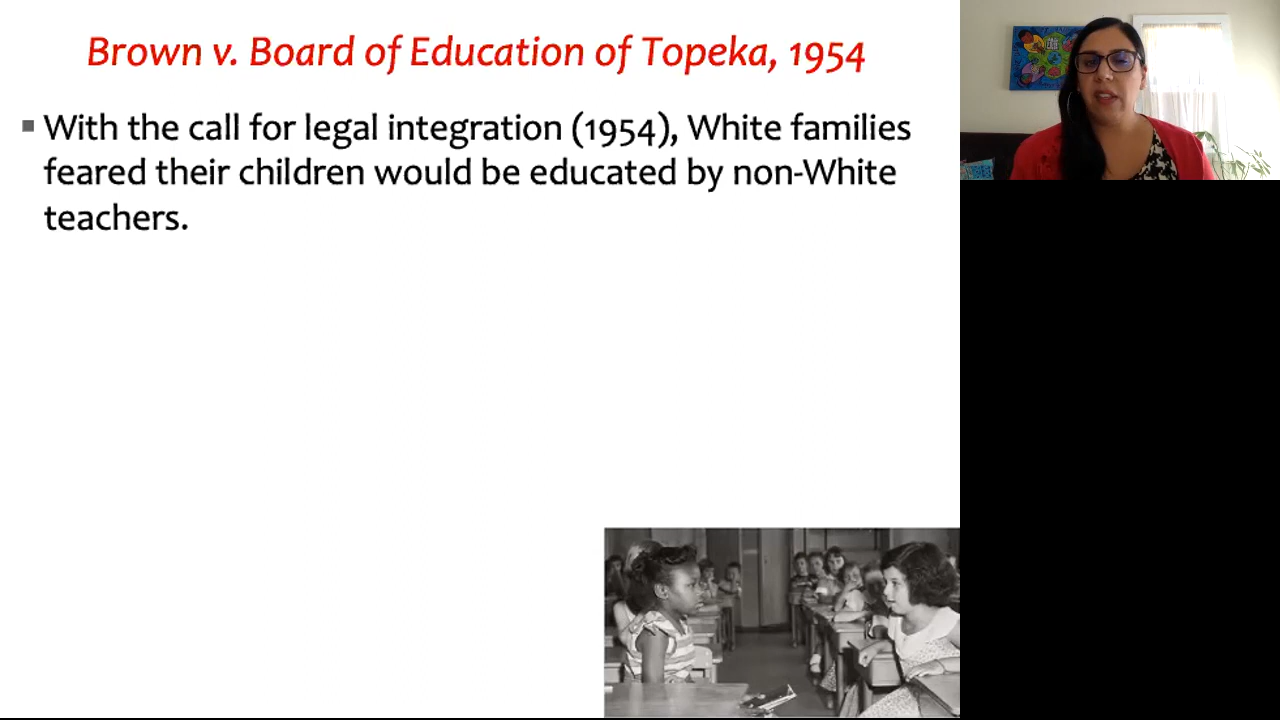 Brown v. Board of Education of Topeka, 1954
With the call for legal integration (1954), White families
feared their children would be educated by non-White
teachers.